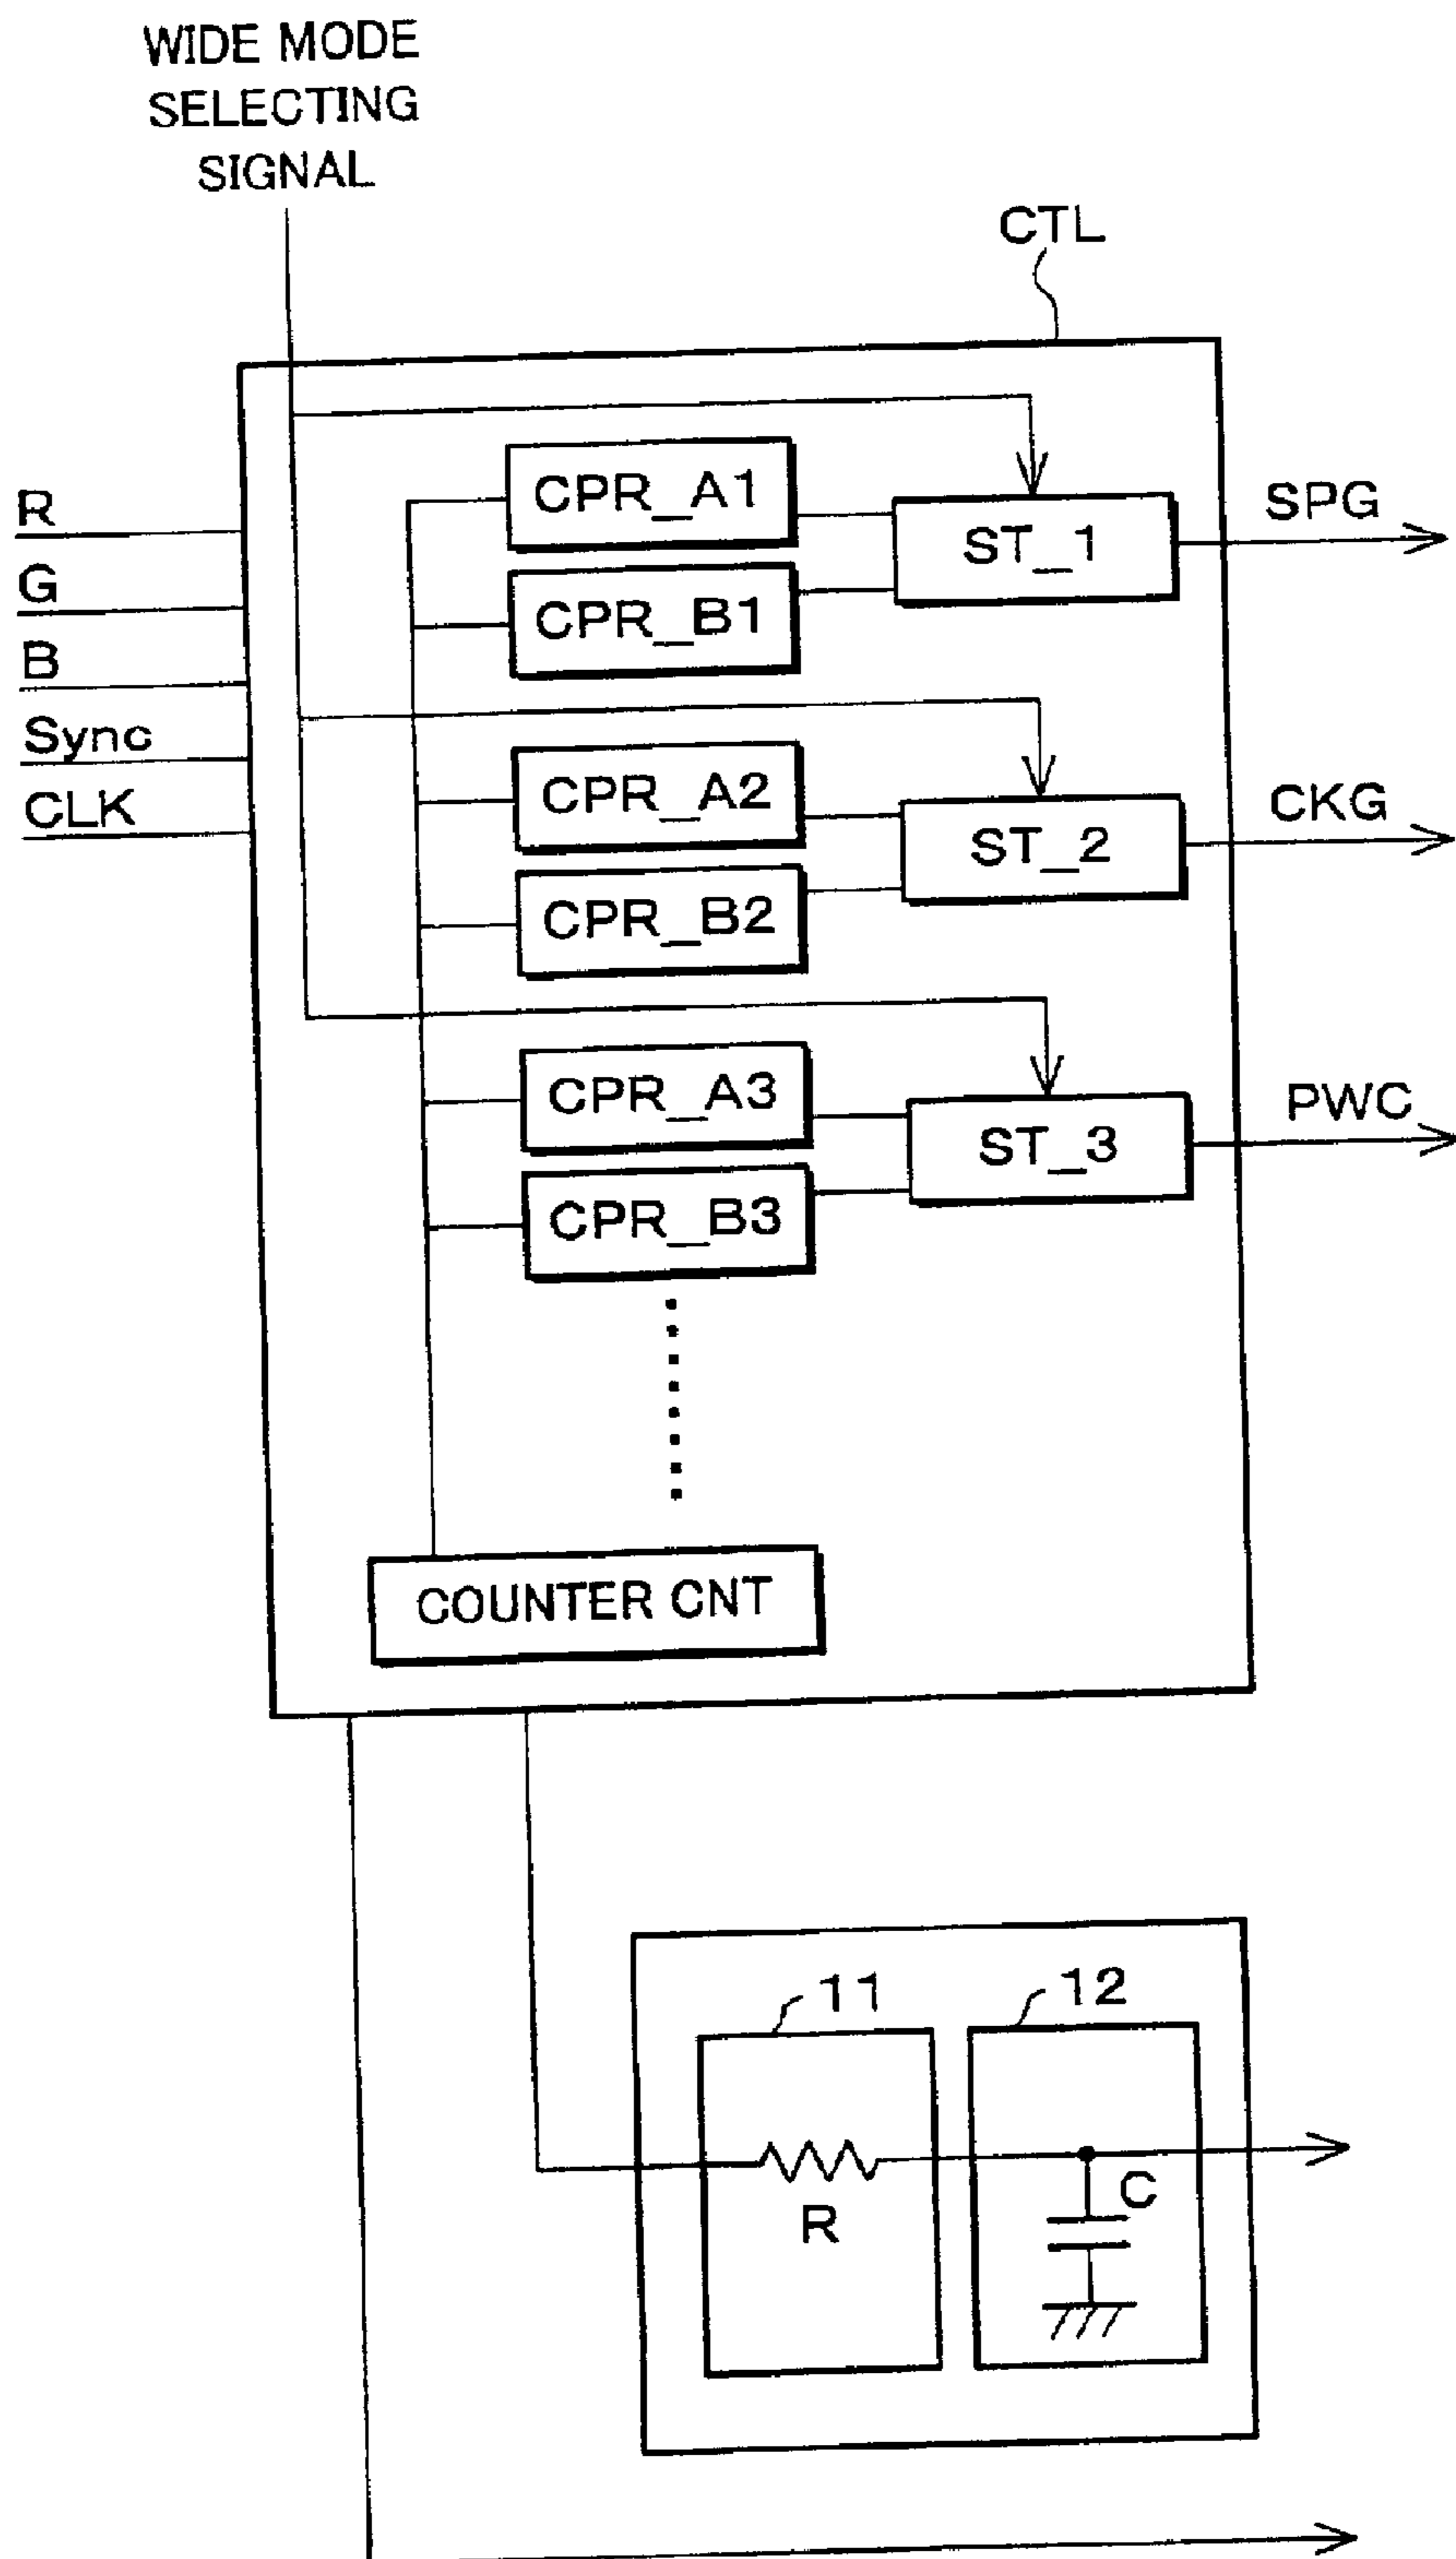 WIDE MODE
SELECTING
SIGNAL
CTL
R
G
B
Sync
CLK
CPR_A1
CPR_B1
ST_1
SPG
CPR_A2
CPR_B2
ST_2
CKG
CPR_A3
CPR_B3
ST_3
PWC
COUNTER CNT
11
12
R
C